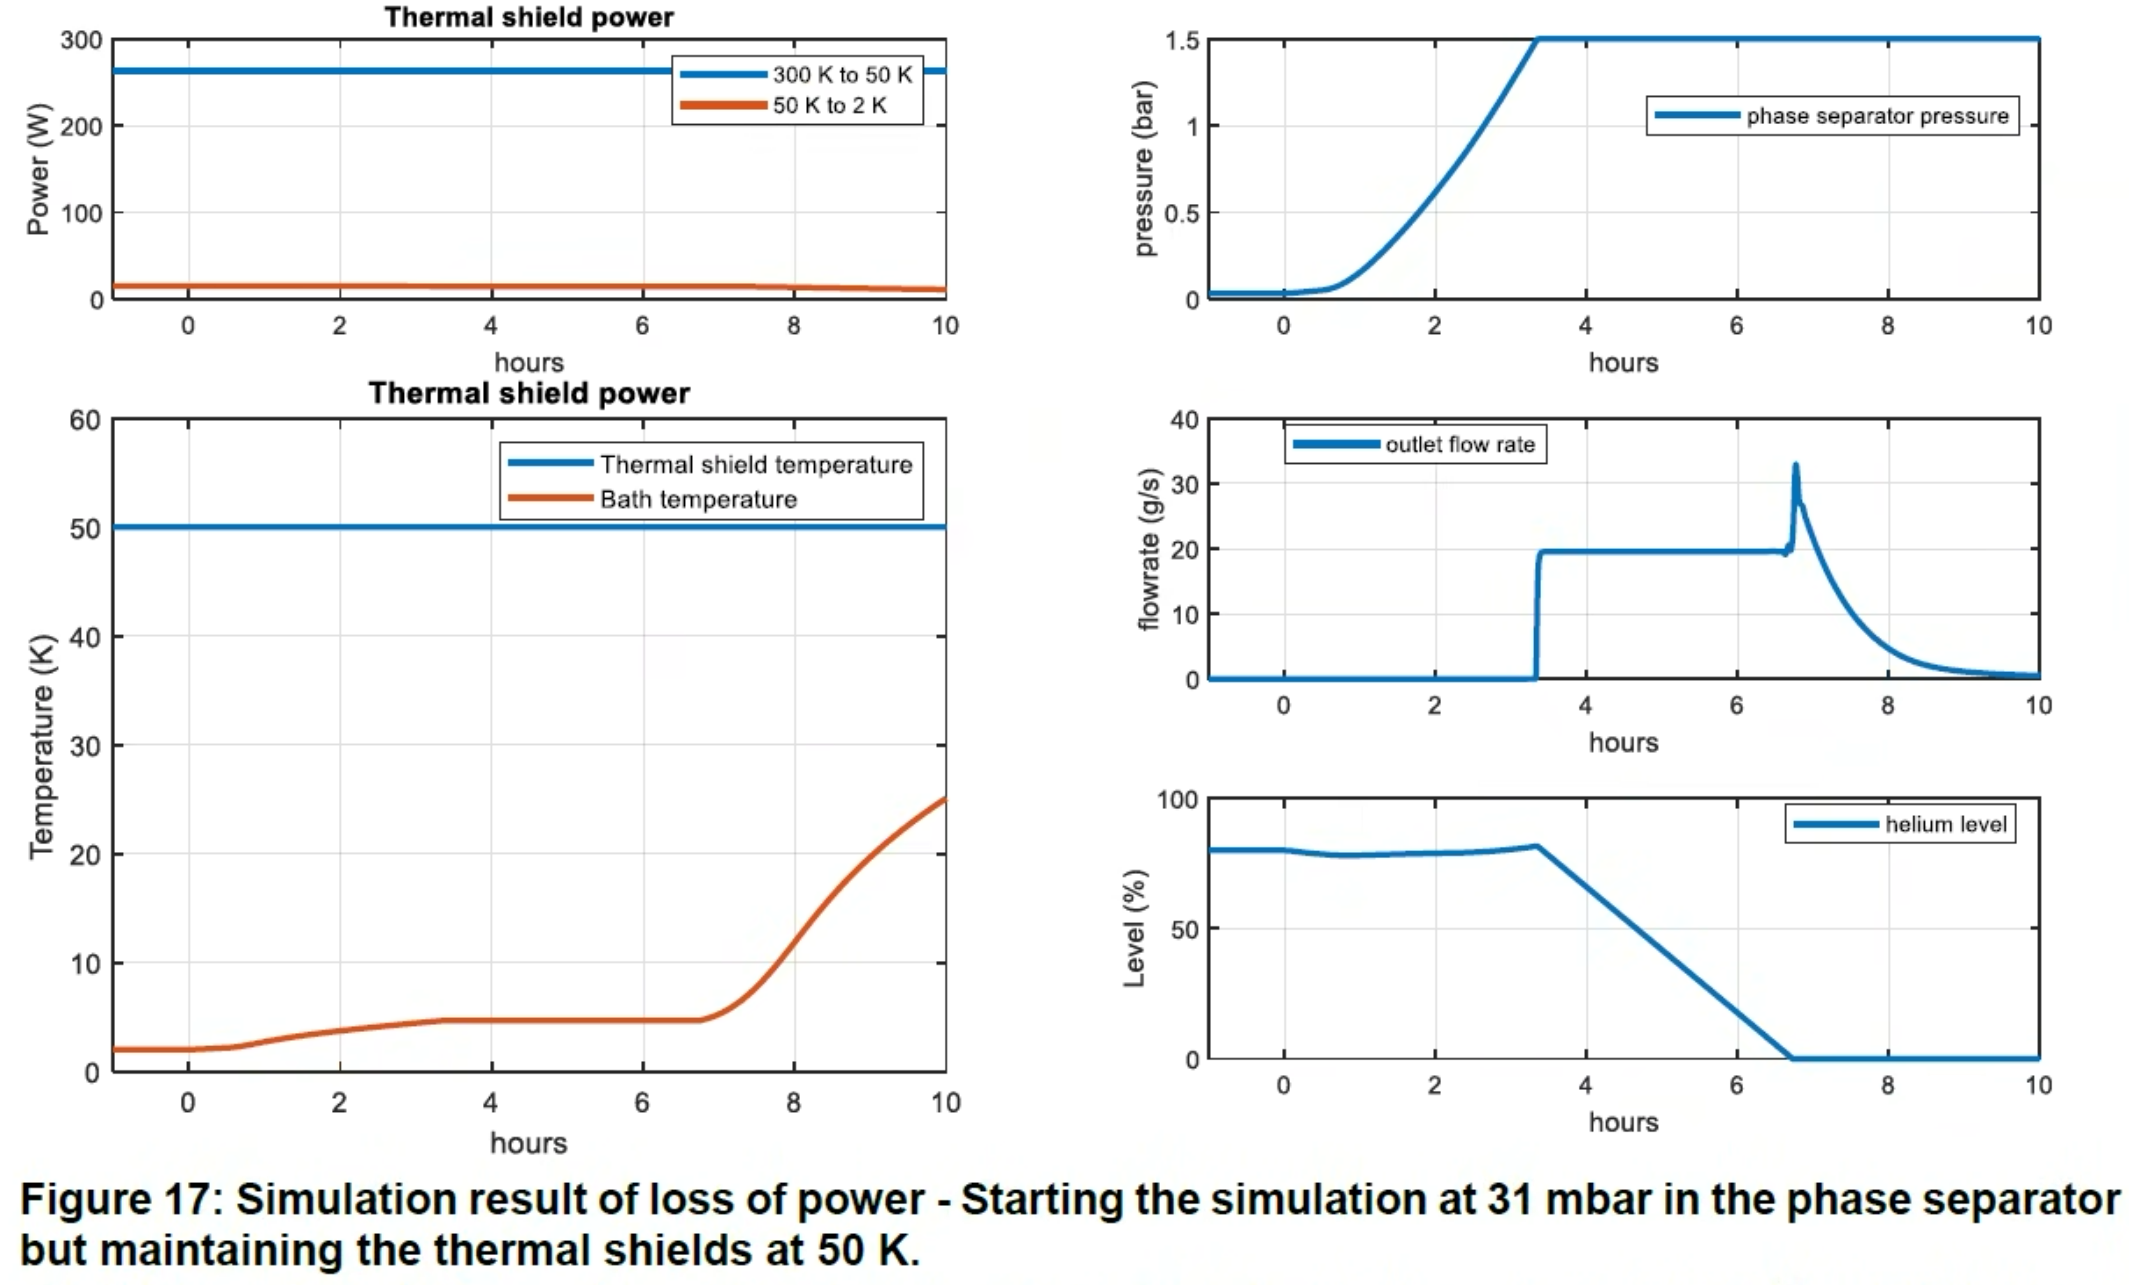 Thermal shield power
300
200
100
0
Power (W)
300 K to 50 K
50 K to 2 K
0 2 4 6 8 10
hours
Thermal shield power
60
50
40
30
20
10
0
Temperature (K)
Thermal shield temperature
Bath temperature
0 2 4 6 8 10
hours
1.5
1
0.5
0
pressure (bar)
phase separator pressure
0 2 4 6 8 10
hours
40
30
20
10
0
flowrate (g/s)
outlet flow rate
0 2 4 6 8 10
hours
100
50
0
Level (%)
helium level
0 2 4 6 8 10
hours
Figure 17: Simulation result of loss of power - Starting the simulation at 31 mbar in the phase separator
but maintaining the thermal shields at 50 K.